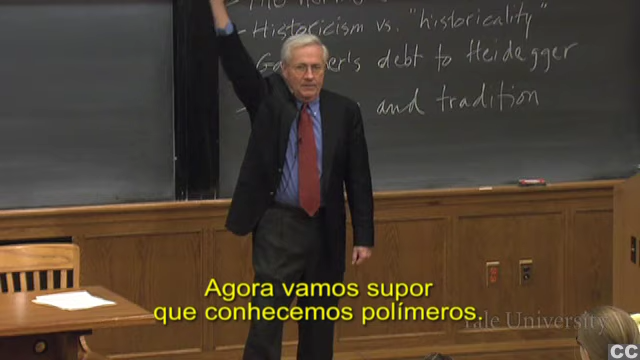 - Historicism vs. "historicality"
debt to Heidegger
and tradition
Agora vamos supor
que conhecemos polímeros.
Yale University
CC